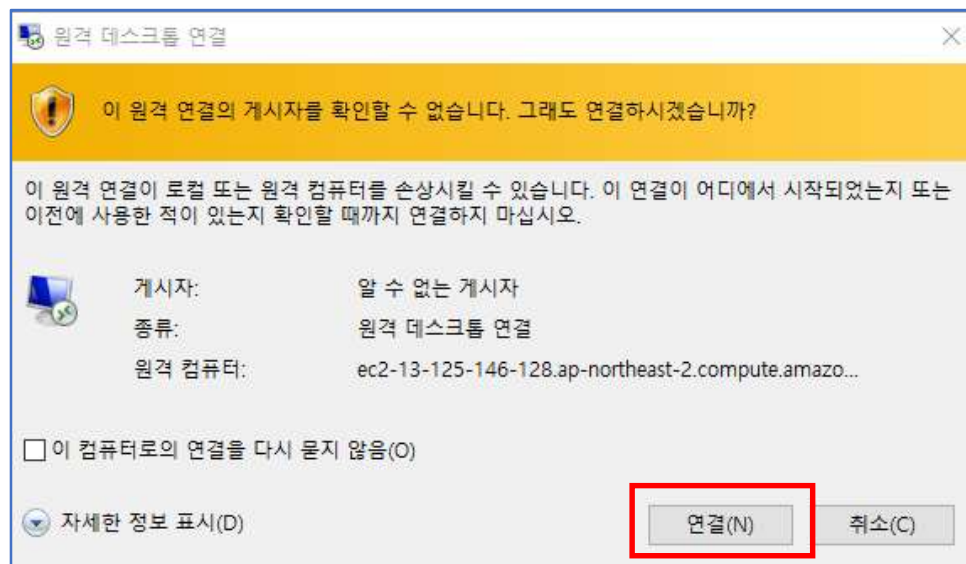 원격 데스크톱 연결
이 원격 연결의 게시자를 확인할 수 없습니다. 그래도 연결하시겠습니까?
이 원격 연결이 로컬 또는 원격 컴퓨터를 손상시킬 수 있습니다. 이 연결이 어디에서 시작되었는지 또는
이전에 사용한 적이 있는지 확인할 때까지 연결하지 마십시오.
게시자: 알 수 없는 게시자
종류: 원격 데스크톱 연결
원격 컴퓨터: ec2-13-125-146-128.ap-northeast-2.compute.amazo...
이 컴퓨터로의 연결을 다시 묻지 않음(O)
자세한 정보 표시(D) 연결(N) 취소(C)